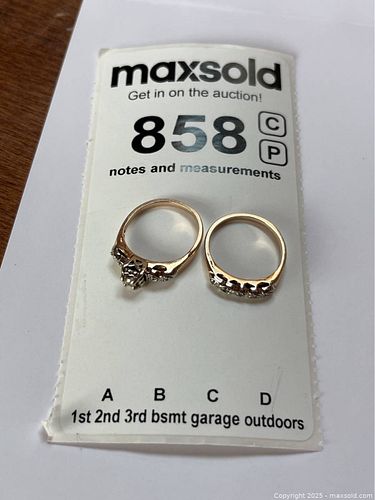 maxsold
Get in on the auction!
858 C
P
notes and measurements
A B C D
1st 2nd 3rd bsmt garage outdoors
Copyright 2025 - maxsold.com